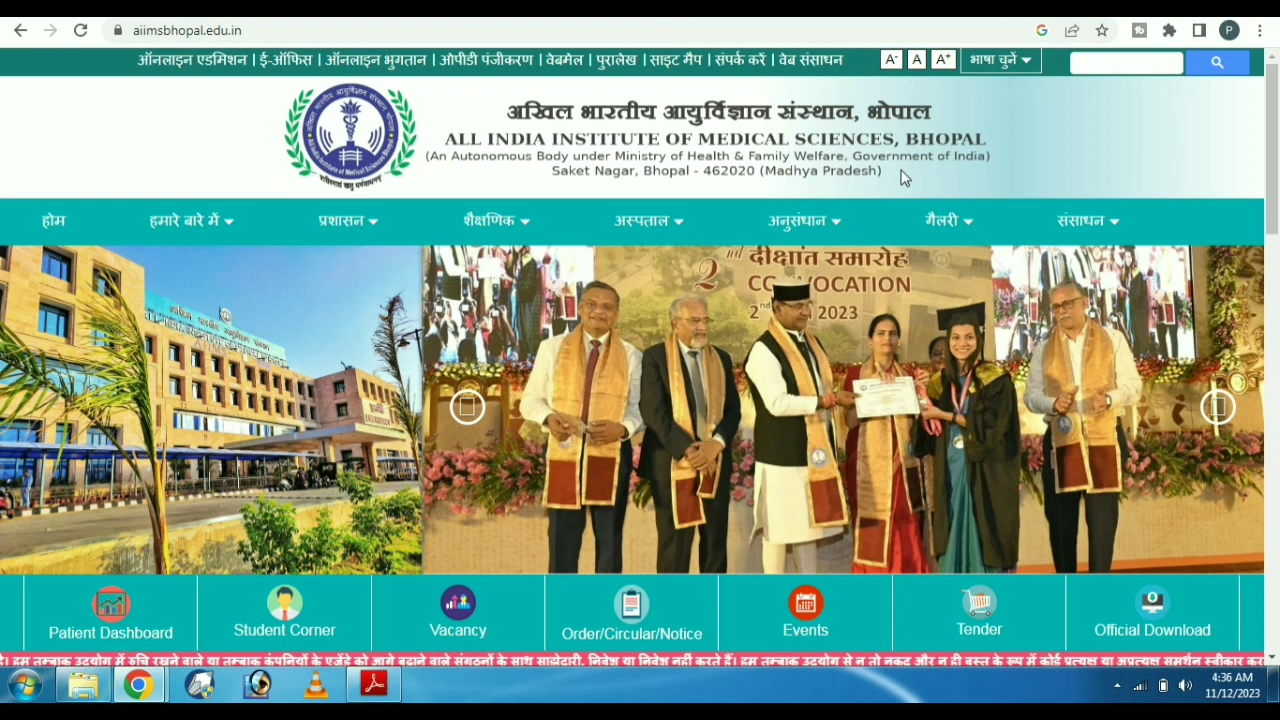 aiimsbhopal.edu.in
P
ऑनलाइन एडमिशन | ई-ऑफिस | ऑनलाइन भुगतान | ओपीडी पंजीकरण | वेबमेल | पुरालेख | साइट मैप | संपर्क करें | वेब संसाधन
A- A A+ भाषा चुनें
अखिल भारतीय आयुर्विज्ञान संस्थान, भोपाल
ALL INDIA INSTITUTE OF MEDICAL SCIENCES, BHOPAL
(An Autonomous Body under Ministry of Health & Family Welfare, Government of India)
Saket Nagar, Bhopal - 462020 (Madhya Pradesh)
होम हमारे बारे में प्रशासन शैक्षणिक अस्पताल अनुसंधान गैलरी संसाधन
2nd दीक्षांत समारोह
2023
Patient Dashboard Student Corner Vacancy Order/Circular/Notice Events Tender Official Download
है। हम तम्बाकू उद्योग में रुचि रखने वाले या तम्बाकू कंपनियों के एजेंडे को आगे बढ़ाने वाले संगठनों के साथ साझेदारी, निवेश या निवेश नहीं करते हैं। हम तम्बाकू उद्योग से न तो नकद और न ही वस्तु के रूप में कोई प्रत्यक्ष या अप्रत्यक्ष समर्थन स्वीकार
4:36 AM
11/12/2023